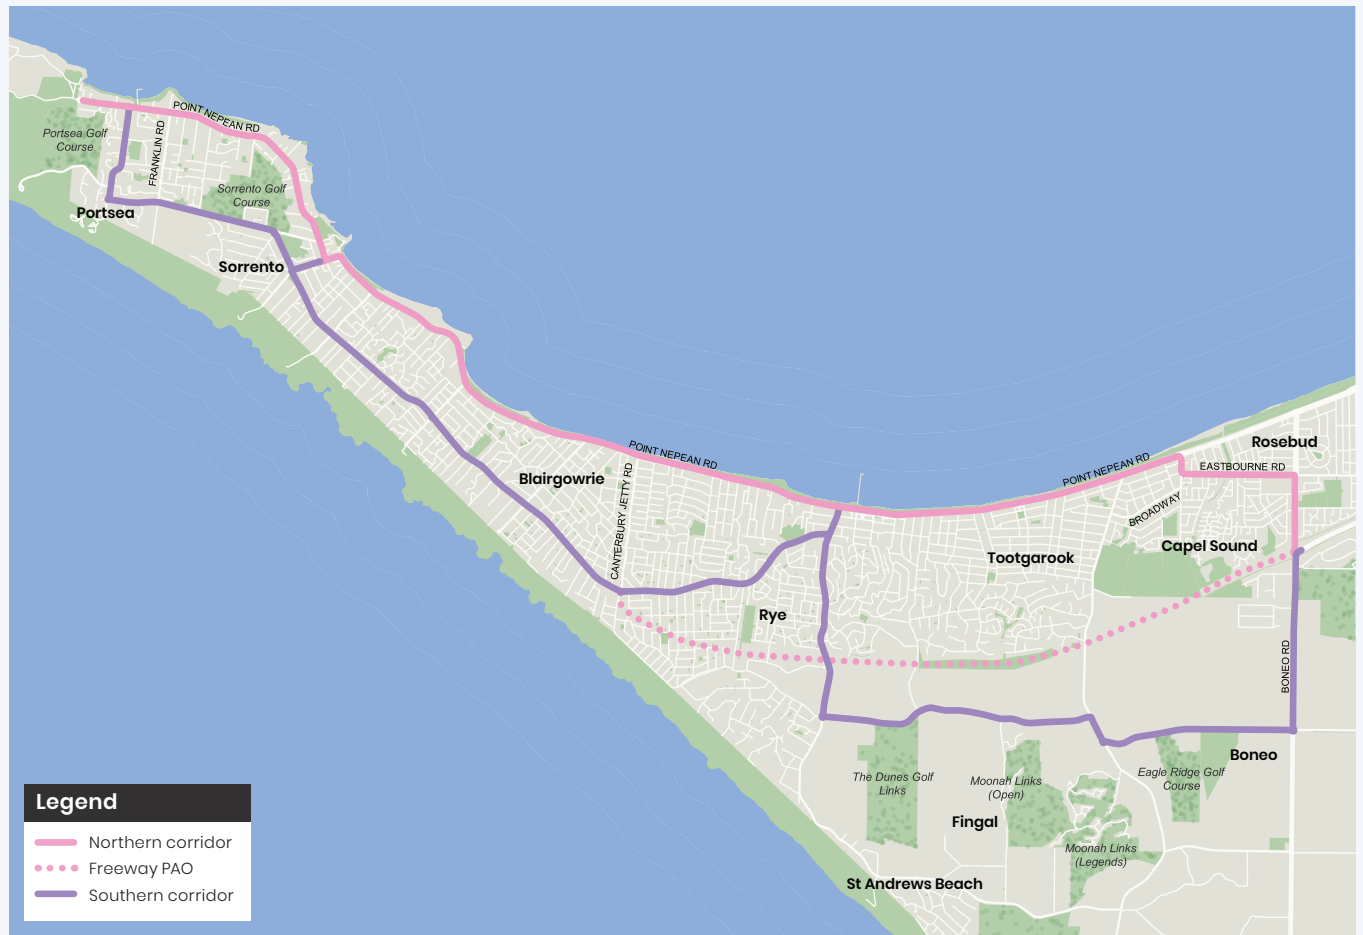 POINT NEPEAN RD
Portsea Golf
Course
FRANKLIN RD
Sorrento Golf
Course
Portsea
Sorrento
Rosebud
POINT NEPEAN RD
POINT NEPEAN RD
EASTBOURNE RD
Blairgowrie
CANTERBURY JETTY RD
BROADWAY
Capel Sound
Tootgarook
Rye
BONEO RD
Boneo
The Dunes Golf
Links
Moonah Links
(Open)
Eagle Ridge Golf
Course
Fingal
Moonah Links
(Legends)
St Andrews Beach
Legend
Northern corridor
Freeway PAO
Southern corridor